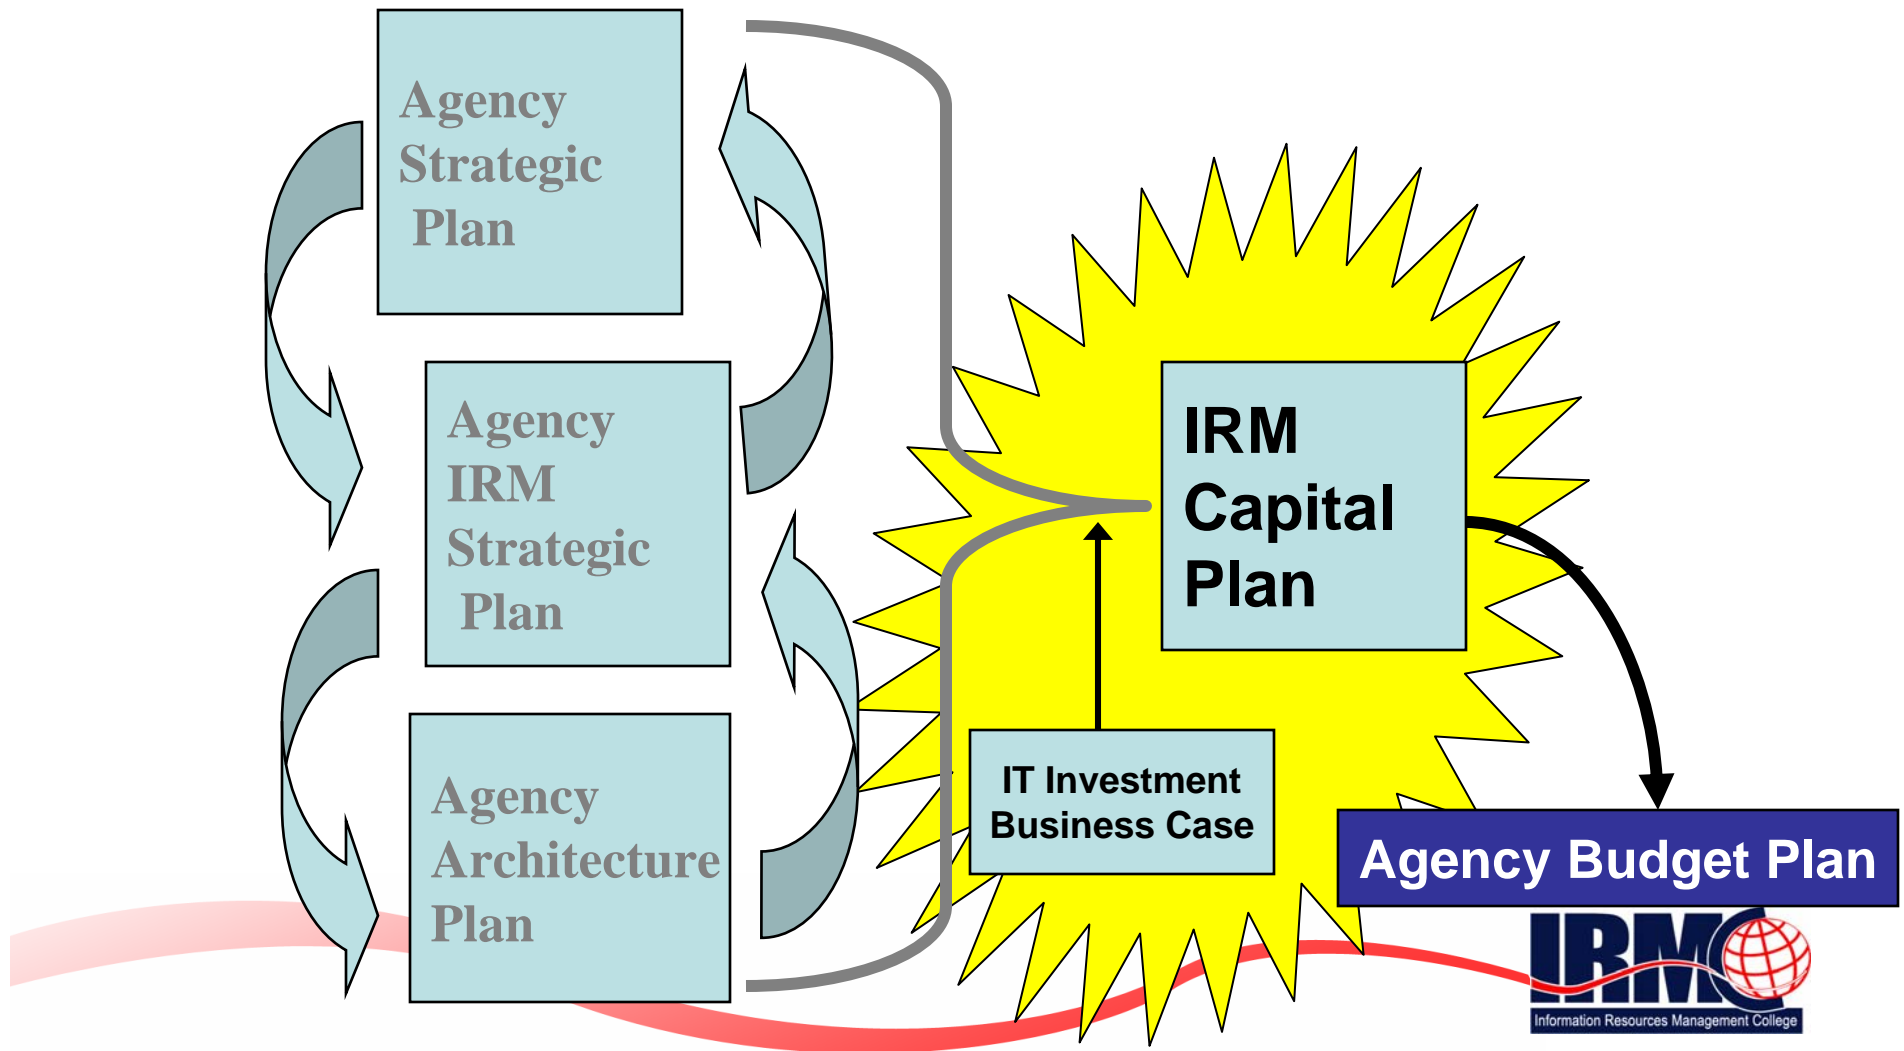 Agency
Strategic
Plan
Agency
IRM
Strategic
Plan
Agency
Architecture
Plan
IRM
Capital
Plan
IT Investment
Business Case
Agency Budget Plan
IRMC
Information Resources Management College